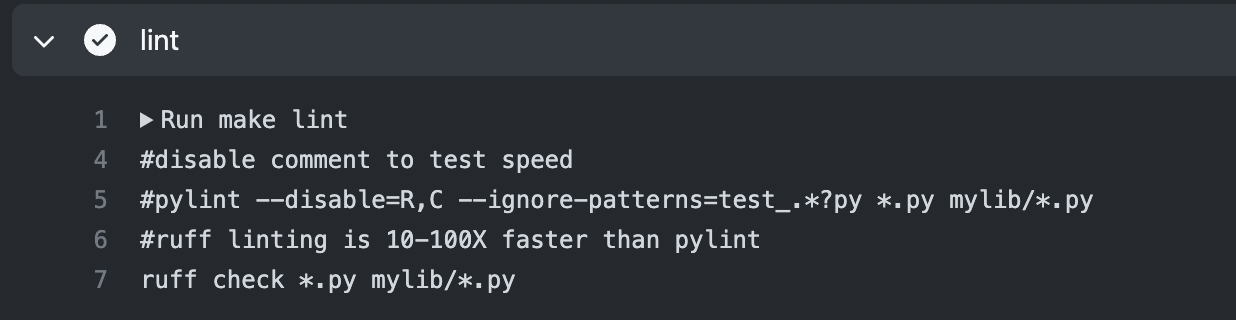 lint
1 Run make lint
4 #disable comment to test speed
5 #pylint --disable=R,C --ignore-patterns=test_.*?py *.py mylib/*.py
6 #ruff linting is 10-100X faster than pylint
7 ruff check *.py mylib/*.py